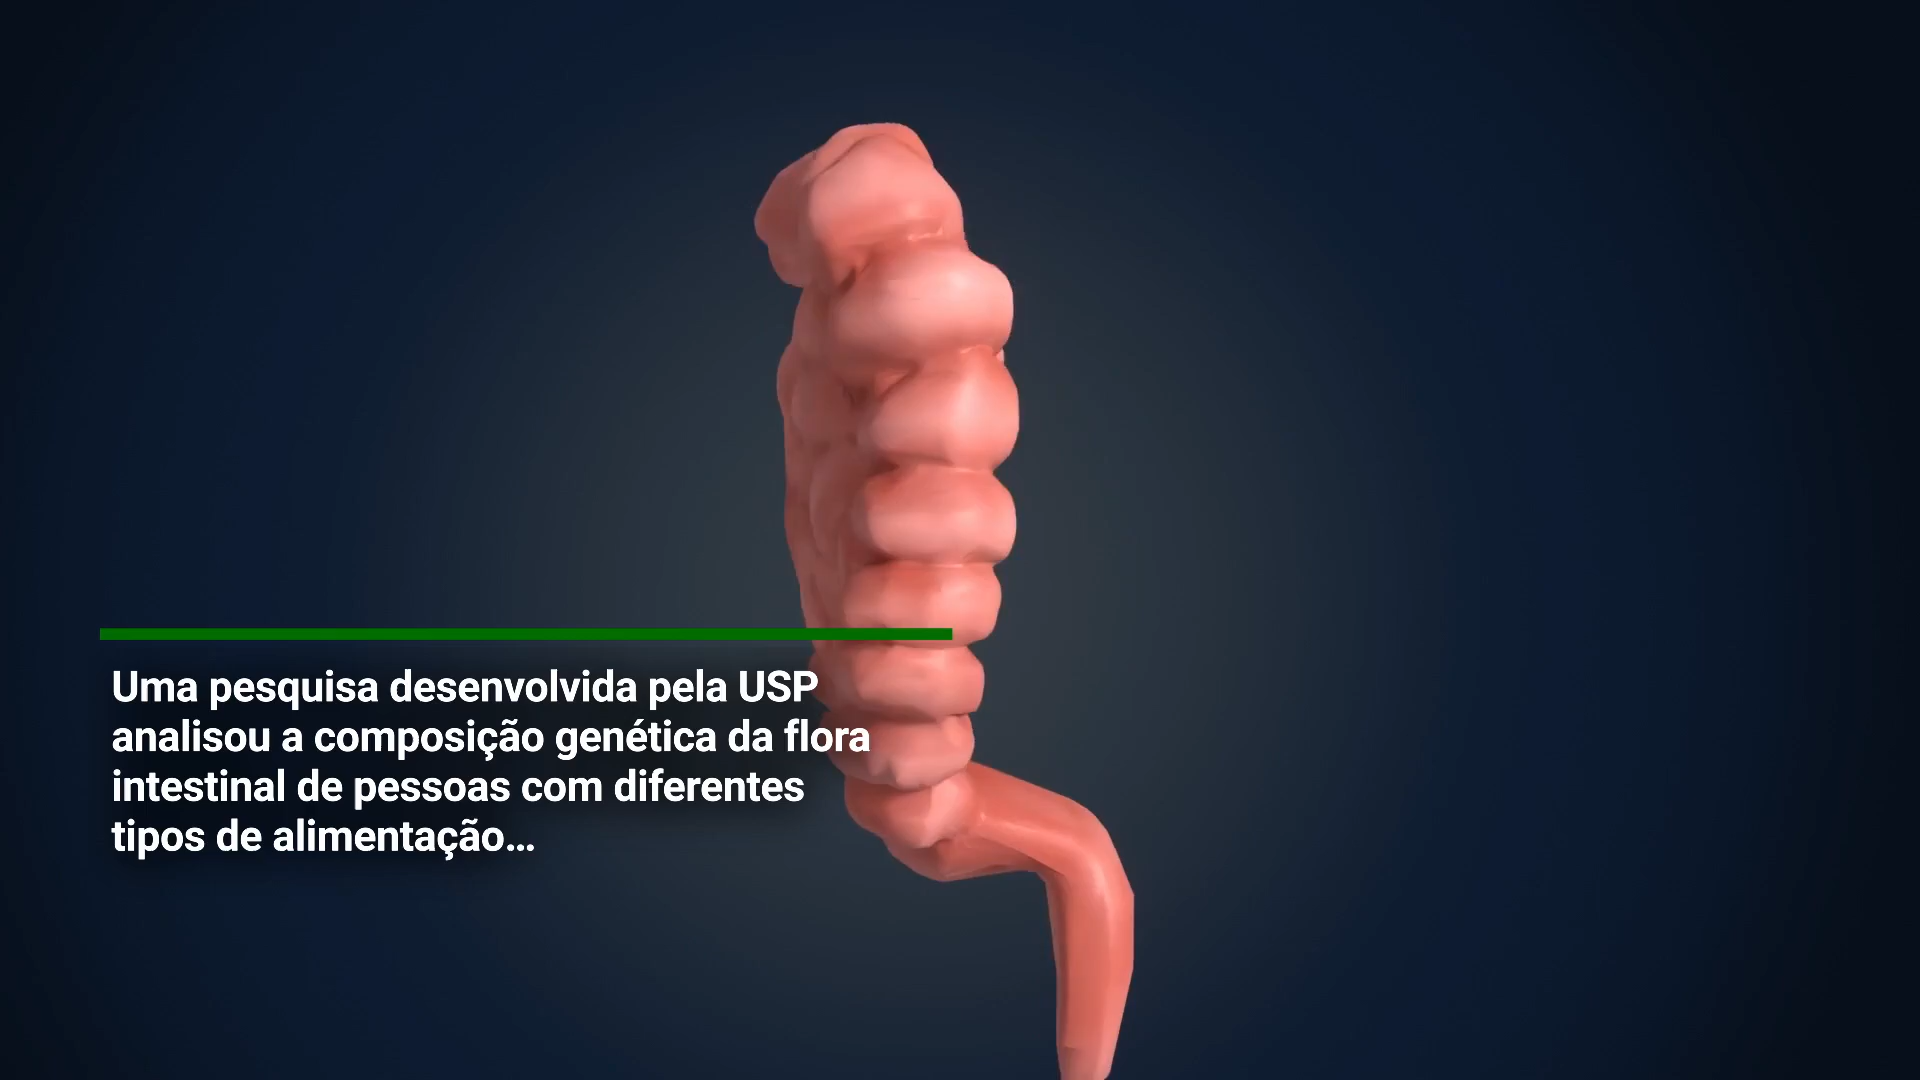 Uma pesquisa desenvolvida pela USP
analisou a composição genética da flora
intestinal de pessoas com diferentes
tipos de alimentação...